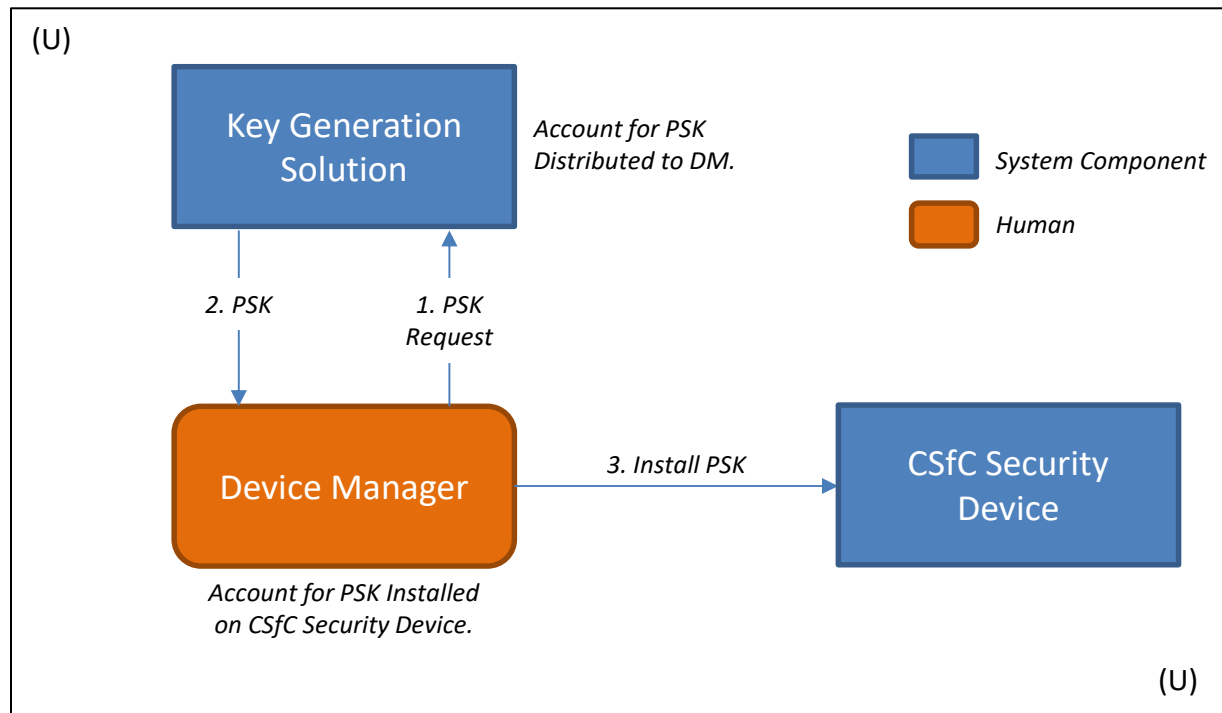 (U)
Key Generation
Solution
Account for PSK
Distributed to DM.
System Component
Human
2. PSK
1. PSK
Request
Device Manager
3. Install PSK
CSfC Security
Device
Account for PSK Installed
on CSfC Security Device.
(U)